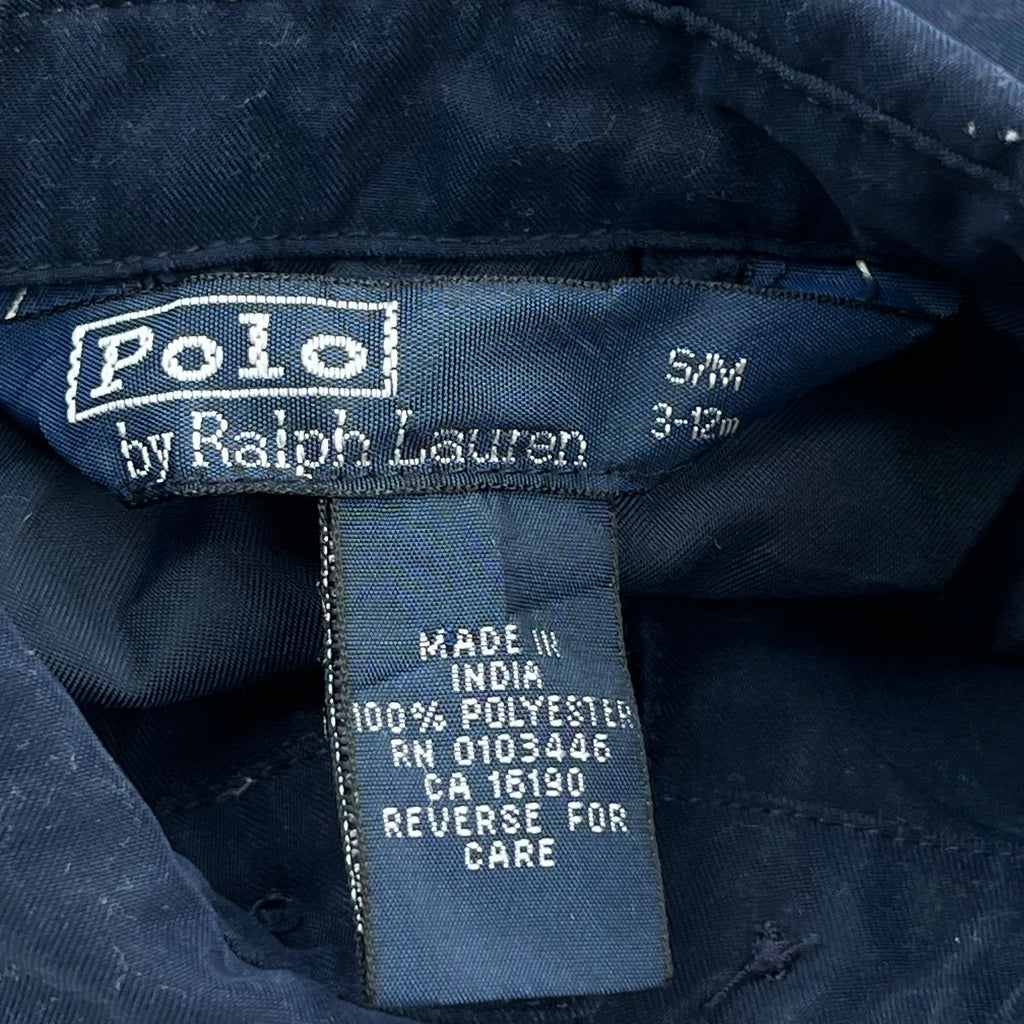 Polo
by Ralph Lauren
S/M
3-12m
MADE IN
INDIA
100% POLYESTER
RN 0103446
CA 16190
REVERSE FOR
CARE